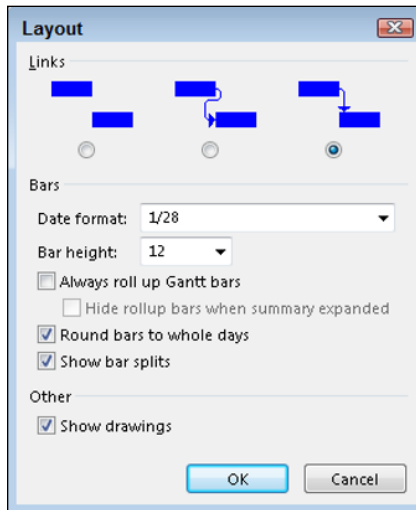 Layout
Links
Bars
Date format: 1/28
Bar height: 12
Always roll up Gantt bars
Hide rollup bars when summary expanded
Round bars to whole days
Show bar splits
Other
Show drawings
OK Cancel